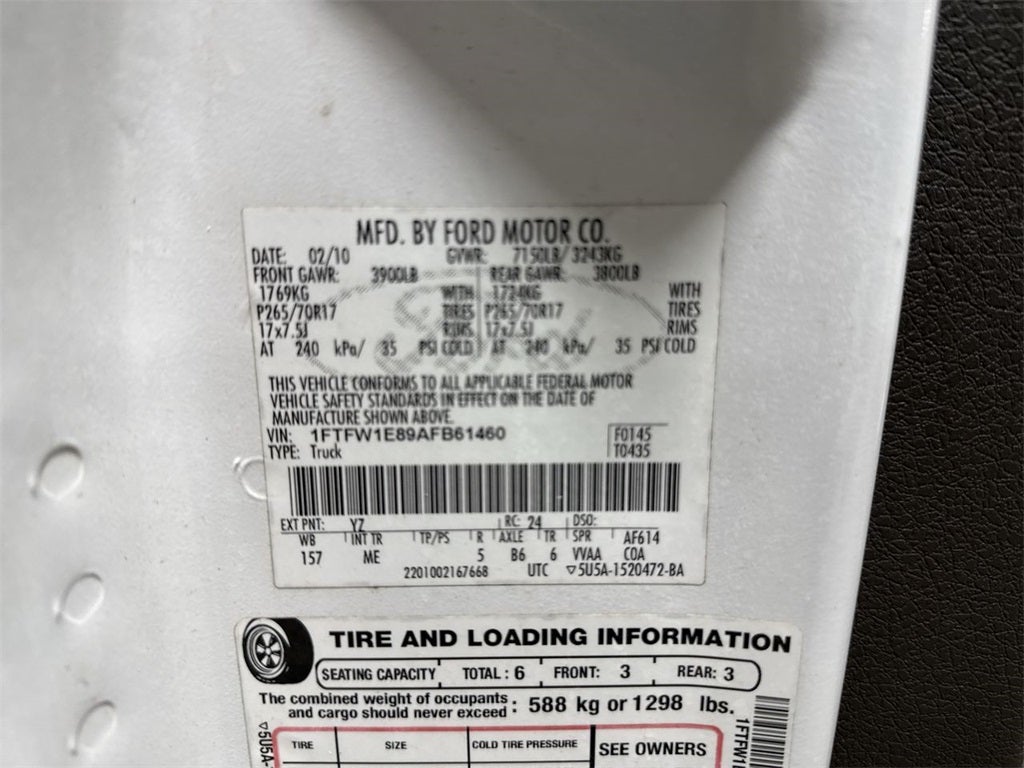 MFD. BY FORD MOTOR CO.
DATE: 02/10 GVWR: 7150LB/ 3243KG
FRONT GAWR: 3900LB REAR GAWR: 3800LB
1769KG WITH 1724KG WITH
P265/70R17 TIRES P265/70R17 TIRES
17x7.5J RIMS 17x7.5J RIMS
AT 240 kPa/ 35 PSI COLD AT 240 kPa/ 35 PSI COLD
THIS VEHICLE CONFORMS TO ALL APPLICABLE FEDERAL MOTOR
VEHICLE SAFETY STANDARDS IN EFFECT ON THE DATE OF
MANUFACTURE SHOWN ABOVE.
VIN: 1FTFW1E89AFB61460 F0145
TYPE: Truck T0435
EXT PNT: YZ RC: 24 DSO:
WB INT TR TP/PS R AXLE TR SPR AF614
157 ME 5 B6 6 VVAA COA
2201002167668 UTC ▽5U5A-1520472-BA
TIRE AND LOADING INFORMATION
SEATING CAPACITY TOTAL : 6 FRONT: 3 REAR: 3
The combined weight of occupants
and cargo should never exceed : 588 kg or 1298 lbs.
TIRE SIZE COLD TIRE PRESSURE SEE OWNERS
▽5U5A-
1FTFW1